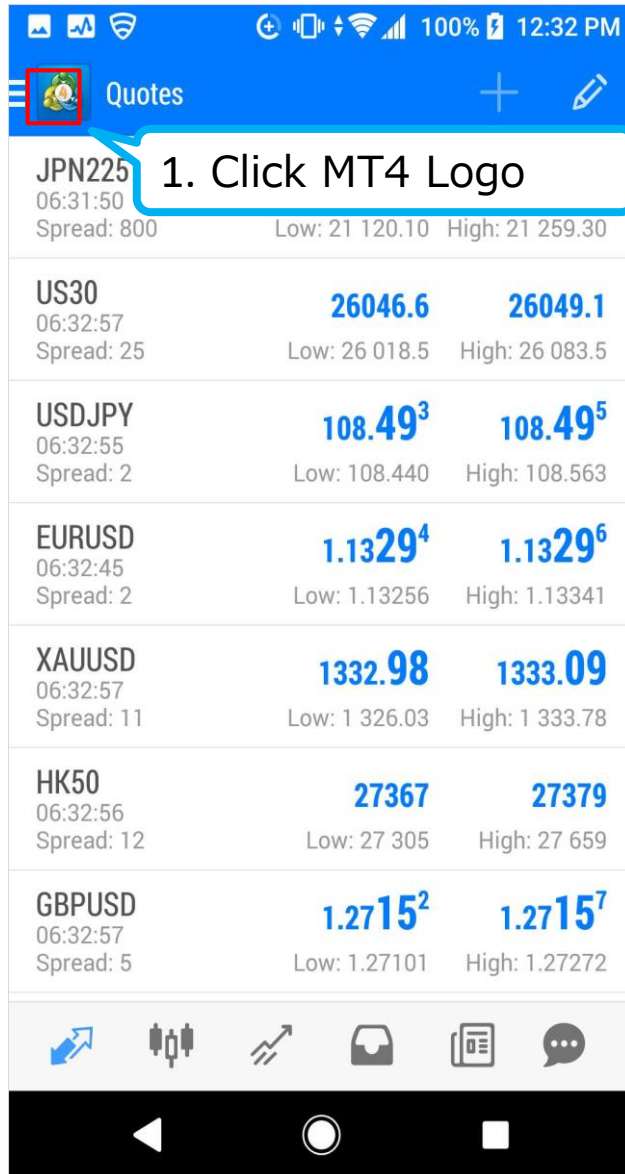 100% 12:32 PM
Quotes
1. Click MT4 Logo
JPN225
06:31:50
Spread: 800 Low: 21 120.10 High: 21 259.30
US30
06:32:57 26046.6 26049.1
Spread: 25 Low: 26 018.5 High: 26 083.5
USDJPY
06:32:55 108.49³ 108.49⁵
Spread: 2 Low: 108.440 High: 108.563
EURUSD
06:32:45 1.1329⁴ 1.1329⁶
Spread: 2 Low: 1.13256 High: 1.13341
XAUUSD
06:32:57 1332.98 1333.09
Spread: 11 Low: 1 326.03 High: 1 333.78
HK50
06:32:56 27367 27379
Spread: 12 Low: 27 305 High: 27 659
GBPUSD
06:32:57 1.2715² 1.2715⁷
Spread: 5 Low: 1.27101 High: 1.27272